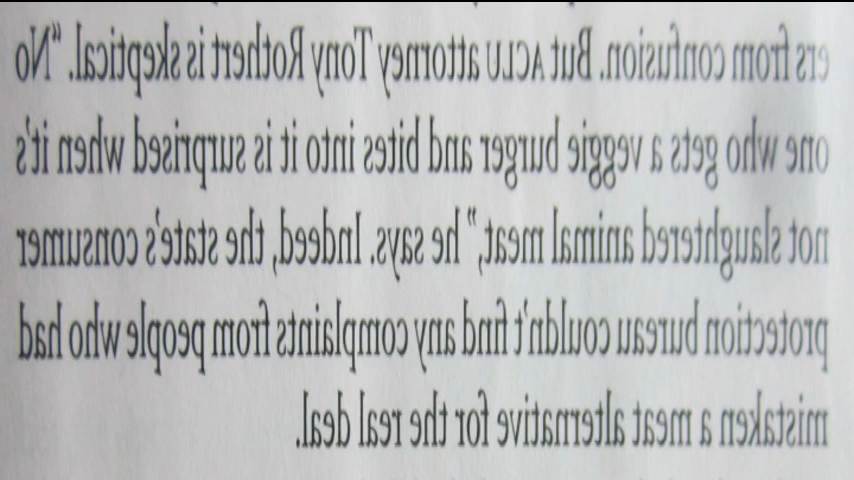 ers from confusion. But ACLU attorney Tony Rothert is skeptical. “No
one who gets a veggie burger and bites into it is surprised when it’s
not slaughtered animal meat,” he says. Indeed, the state’s consumer
protection bureau couldn’t find any complaints from people who had
mistaken a meat alternative for the real deal.